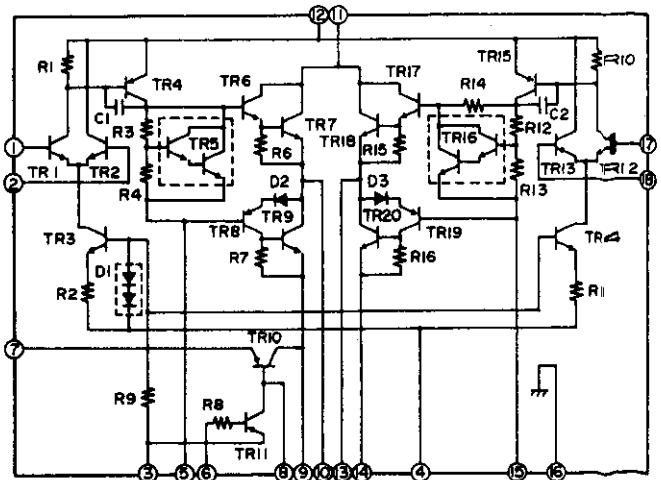 12 11
R1 TR4 TR6 TR17 TR15 R10
R14
C1 C2
R3 TR5 TR7 TR18 TR16 R12
1 R6 R15 17
TR1 TR2 TR13 TR12
2 R4 R13 18
D2 D3
TR9 TR20
TR3 TR8 TR19
D1 R7 R16
R2 R11
7 TR10
R9 R8
TR11
3 5 6 8 9 10 13 14 4 15 16